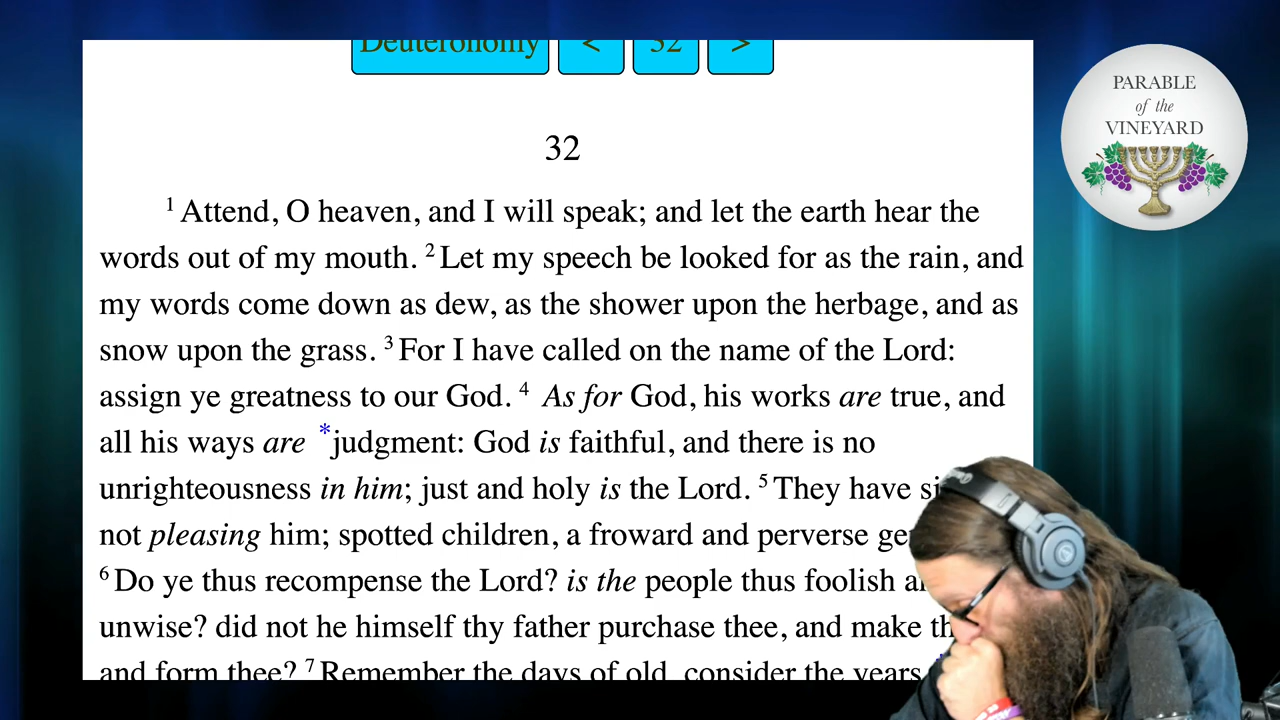 Deuteronomy < 32 >
PARABLE
of the
VINEYARD
32
1 Attend, O heaven, and I will speak; and let the earth hear the
words out of my mouth. 2 Let my speech be looked for as the rain, and
my words come down as dew, as the shower upon the herbage, and as
snow upon the grass. 3 For I have called on the name of the Lord:
assign ye greatness to our God. 4 As for God, his works are true, and
all his ways are *judgment: God is faithful, and there is no
unrighteousness in him; just and holy is the Lord. 5 They have
not pleasing him; spotted children, a froward and perverse
6 Do ye thus recompense the Lord? is the people thus foolish
unwise? did not he himself thy father purchase thee, and make
and form thee? 7 Remember the days of old, consider the years